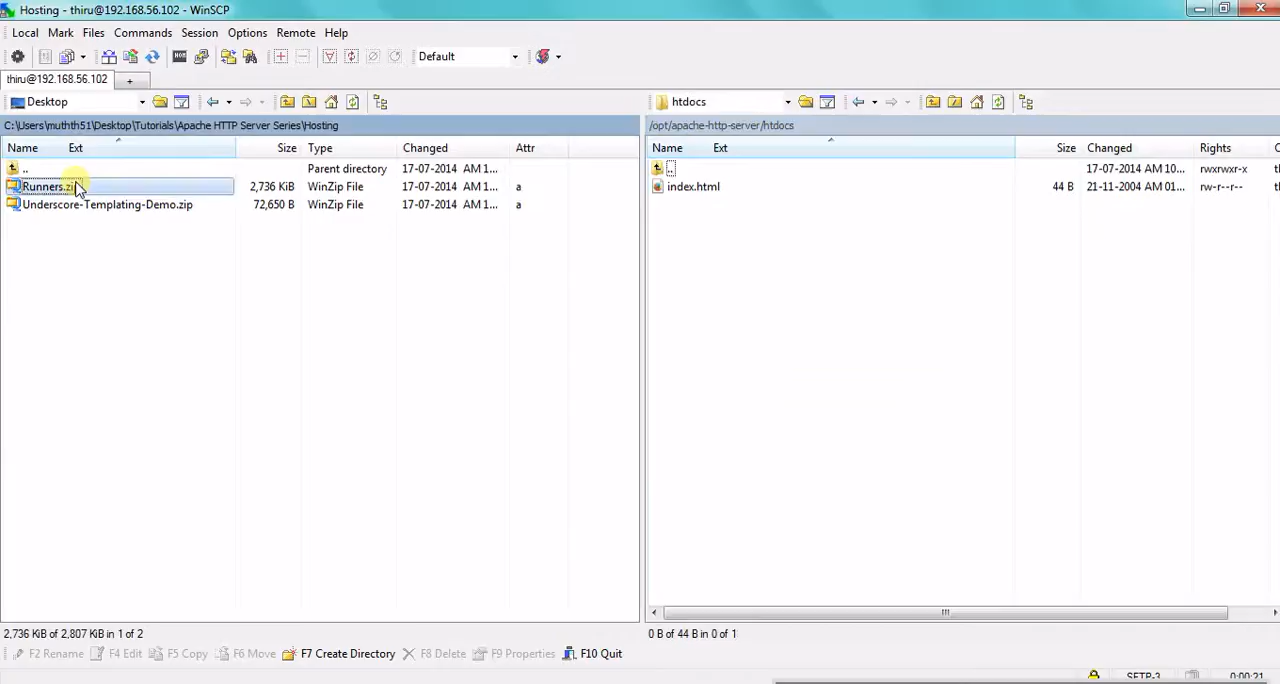 Hosting - thiru@192.168.56.102 - WinSCP
Local Mark Files Commands Session Options Remote Help
Default
thiru@192.168.56.102 +
Desktop
htdocs
C:\Users\muthth51\Desktop\Tutorials\Apache HTTP Server Series\Hosting
/opt/apache-http-server/htdocs
Name Ext Size Type Changed Attr
Name Ext Size Changed Rights
.. Parent directory 17-07-2014 AM 1...
.. 17-07-2014 AM 10... rwxrwxr-x
Runners.zip 2,736 KiB WinZip File 17-07-2014 AM 1... a
index.html 44 B 21-11-2004 AM 01... rw-r--r--
Underscore-Templating-Demo.zip 72,650 B WinZip File 17-07-2014 AM 1... a
2,736 KiB of 2,807 KiB in 1 of 2
0 B of 44 B in 0 of 1
F2 Rename F4 Edit F5 Copy F6 Move F7 Create Directory F8 Delete F9 Properties F10 Quit
SFTP-3 0:00:21